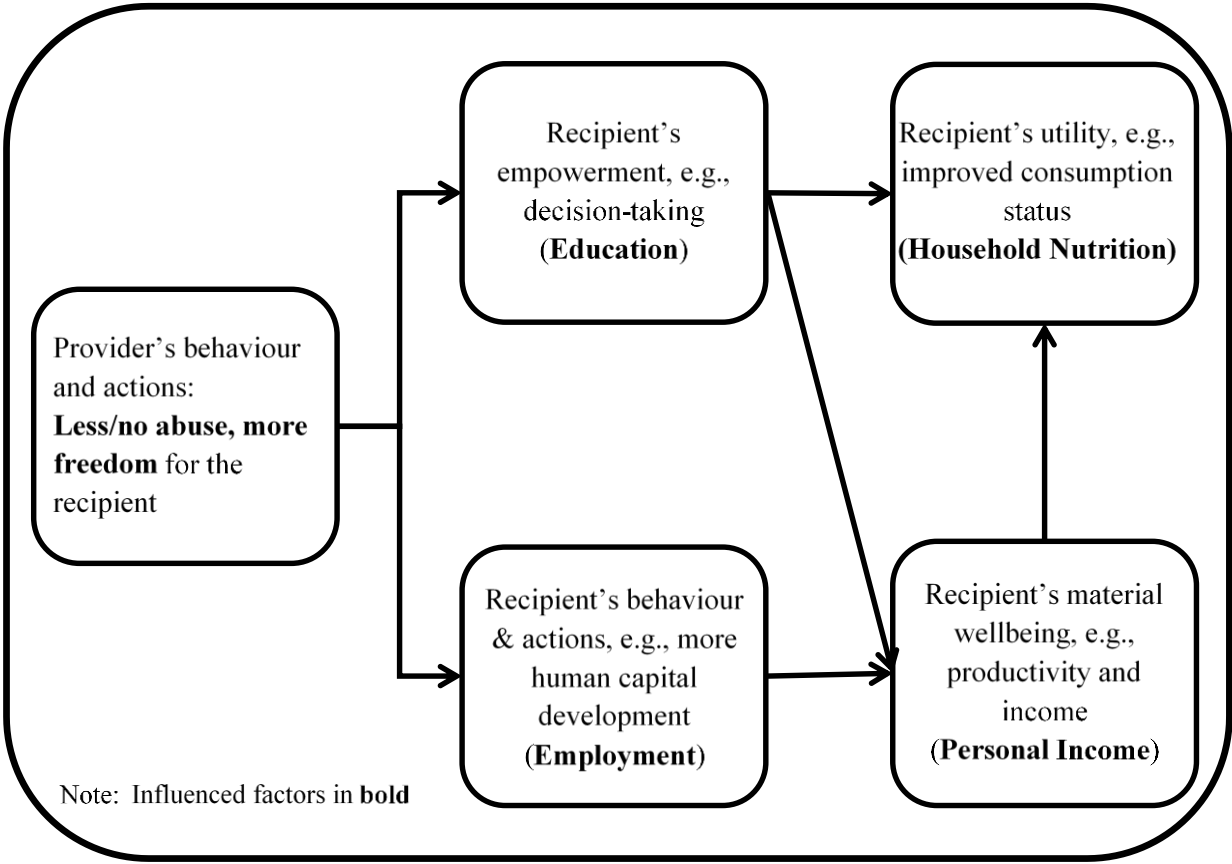 Provider’s behaviour
and actions:
Less/no abuse, more
freedom for the
recipient
Recipient’s
empowerment, e.g.,
decision-taking
(Education)
Recipient’s utility, e.g.,
improved consumption
status
(Household Nutrition)
Recipient’s behaviour
& actions, e.g., more
human capital
development
(Employment)
Recipient’s material
wellbeing, e.g.,
productivity and
income
(Personal Income)
Note: Influenced factors in bold